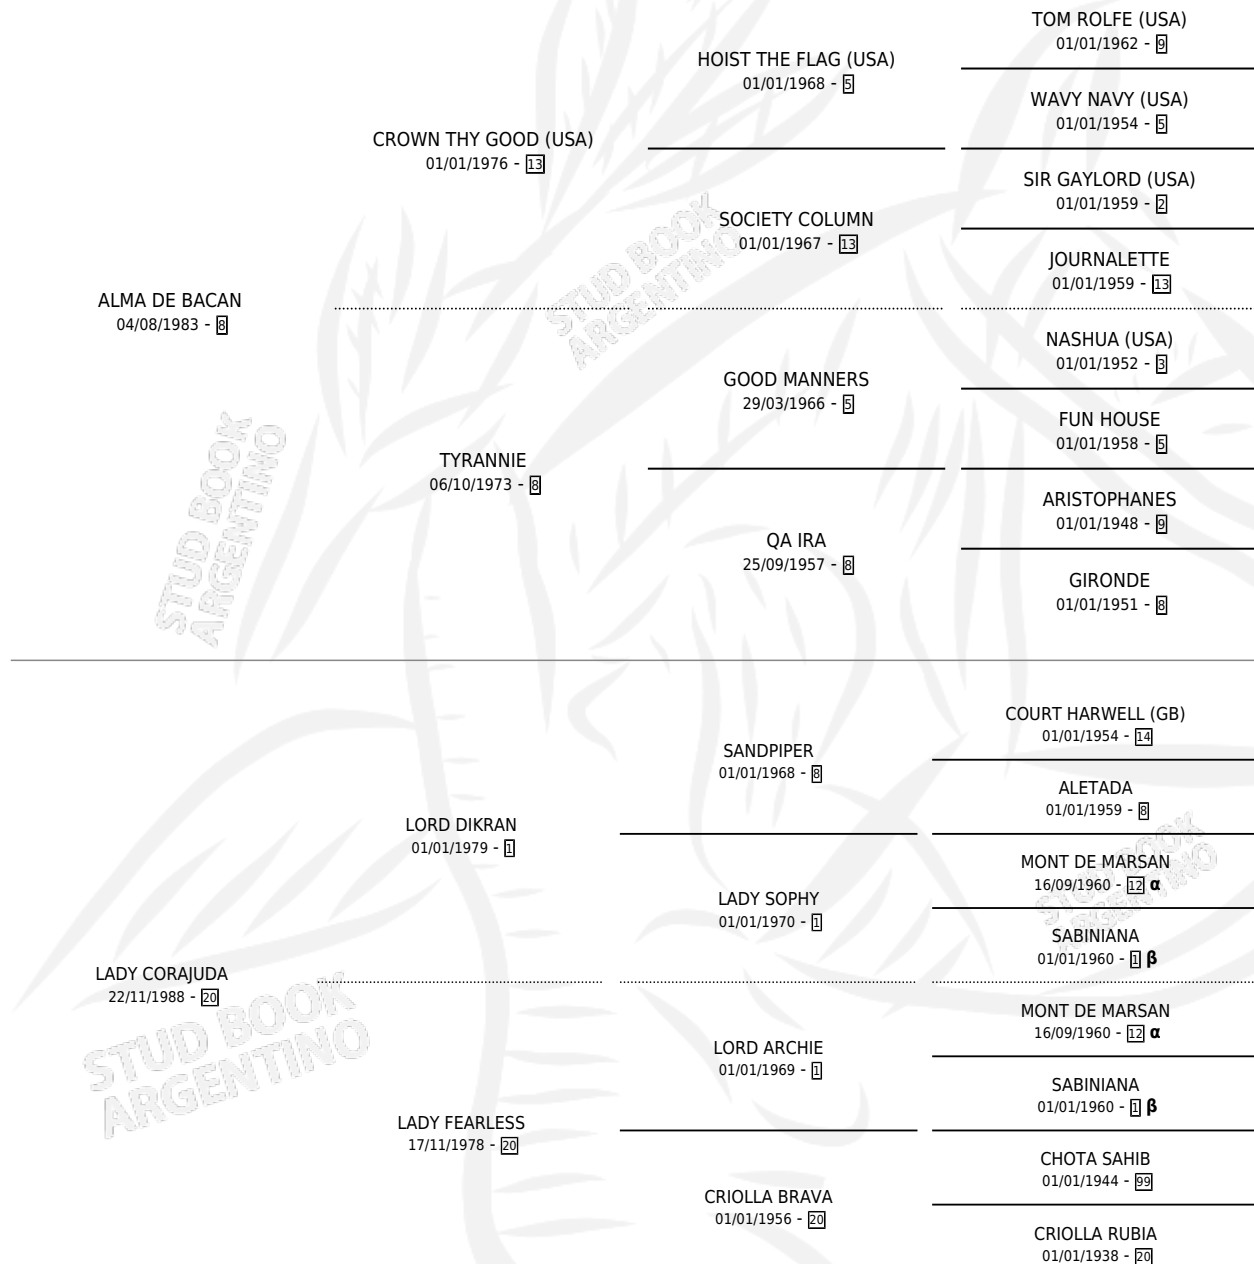 TOM ROLFE (USA)
01/01/1962 - 9
HOIST THE FLAG (USA)
01/01/1968 - 5
WAVY NAVY (USA)
01/01/1954 - 5
CROWN THY GOOD (USA)
01/01/1976 - 13
SIR GAYLORD (USA)
01/01/1959 - 2
SOCIETY COLUMN
01/01/1967 - 13
JOURNALETTE
01/01/1959 - 13
ALMA DE BACAN
04/08/1983 - 8
NASHUA (USA)
01/01/1952 - 3
GOOD MANNERS
29/03/1966 - 5
FUN HOUSE
01/01/1958 - 5
TYRANNIE
06/10/1973 - 8
ARISTOPHANES
01/01/1948 - 9
QA IRA
25/09/1957 - 8
GIRONDE
01/01/1951 - 8
COURT HARWELL (GB)
01/01/1954 - 14
SANDPIPER
01/01/1968 - 8
ALETADA
01/01/1959 - 8
LORD DIKRAN
01/01/1979 - 1
MONT DE MARSAN
16/09/1960 - 12 α
LADY SOPHY
01/01/1970 - 1
SABINIANA
01/01/1960 - 1 β
LADY CORAJUDA
22/11/1988 - 20
MONT DE MARSAN
16/09/1960 - 12 α
LORD ARCHIE
01/01/1969 - 1
SABINIANA
01/01/1960 - 1 β
LADY FEARLESS
17/11/1978 - 20
CHOTA SAHIB
01/01/1944 - 99
CRIOLLA BRAVA
01/01/1956 - 20
CRIOLLA RUBIA
01/01/1938 - 20
STUD BOOK
ARGENTINO
STUD BOOK
ARGENTINO
STUD BOOK
ARGENTINO
STUD BOOK
ARGENTINO